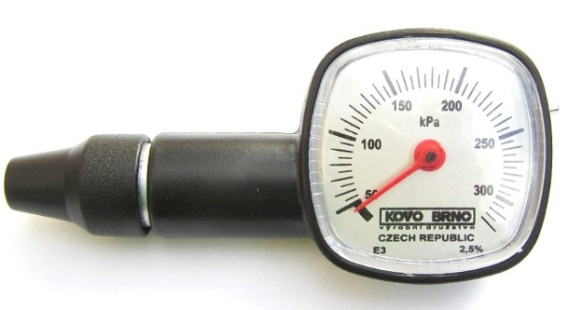 150 200
kPa
100 250
50 300
KOVO BRNO
výrobní družstvo
CZECH REPUBLIC
E3 2,5%